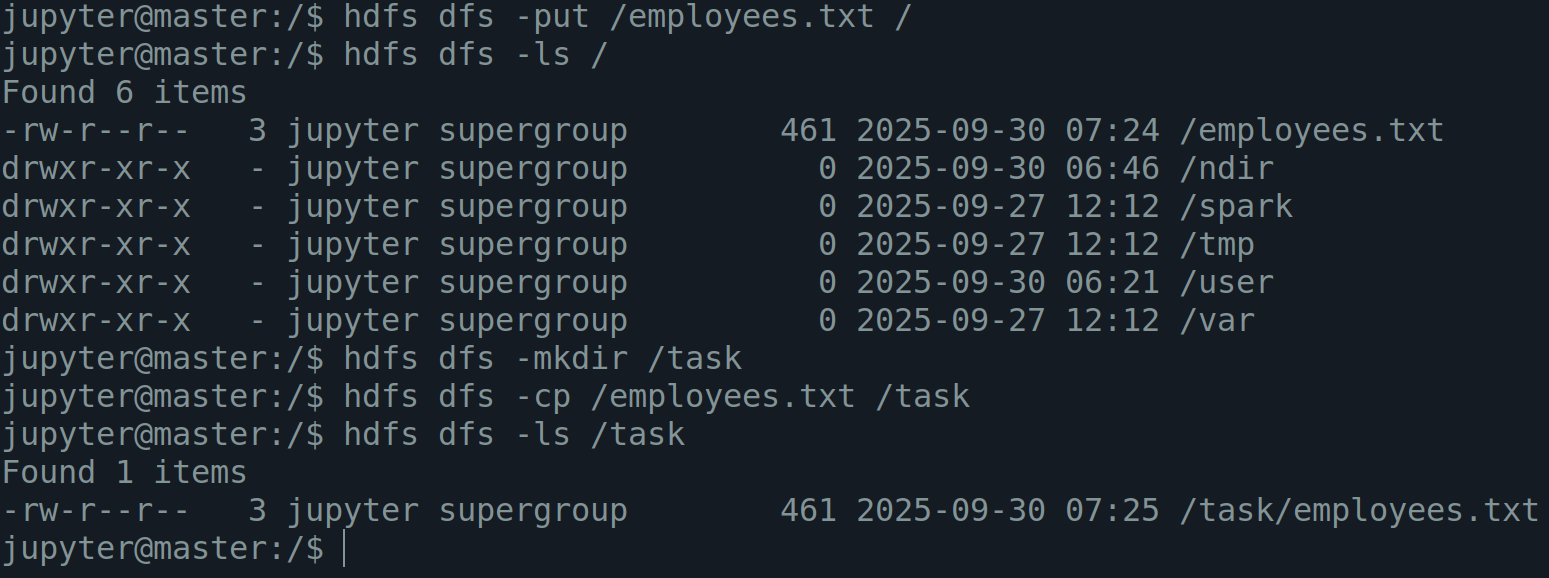 jupyter@master:/$ hdfs dfs -put /employees.txt /
jupyter@master:/$ hdfs dfs -ls /
Found 6 items
-rw-r--r--   3 jupyter supergroup        461 2025-09-30 07:24 /employees.txt
drwxr-xr-x   - jupyter supergroup          0 2025-09-30 06:46 /ndir
drwxr-xr-x   - jupyter supergroup          0 2025-09-27 12:12 /spark
drwxr-xr-x   - jupyter supergroup          0 2025-09-27 12:12 /tmp
drwxr-xr-x   - jupyter supergroup          0 2025-09-30 06:21 /user
drwxr-xr-x   - jupyter supergroup          0 2025-09-27 12:12 /var
jupyter@master:/$ hdfs dfs -mkdir /task
jupyter@master:/$ hdfs dfs -cp /employees.txt /task
jupyter@master:/$ hdfs dfs -ls /task
Found 1 items
-rw-r--r--   3 jupyter supergroup        461 2025-09-30 07:25 /task/employees.txt
jupyter@master:/$